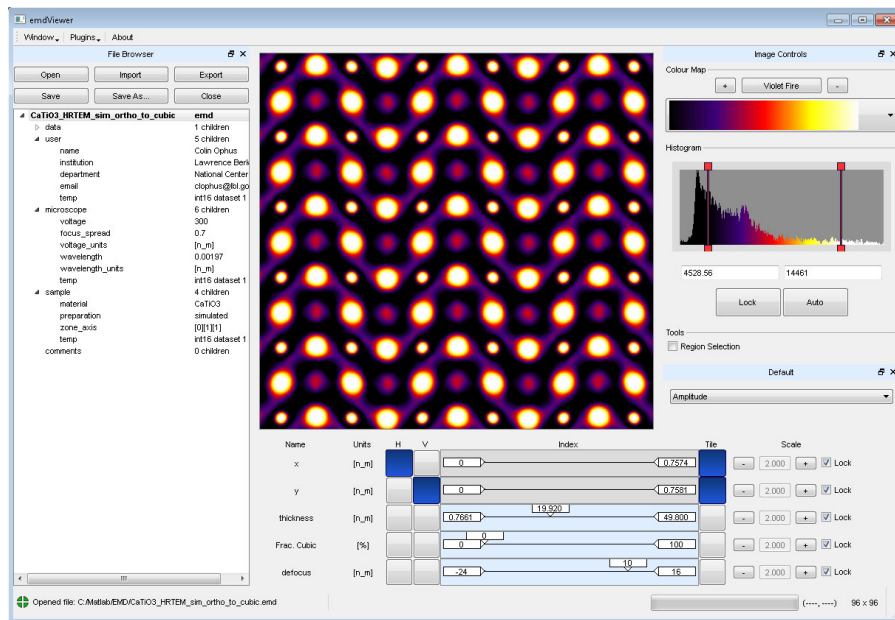 emdViewer
Window Plugins About
File Browser
Open Import Export
Save Save As... Close
CaTiO3_HRTEM_sim_ortho_to_cubic emd
data 1 children
user 5 children
name Colin Ophus
institution Lawrence Berk
department National Center
email clophus@lbl.go
temp int16 dataset 1
microscope 6 children
voltage 300
focus_spread 0.7
voltage_units [n_m]
wavelength 0.00197
wavelength_units [n_m]
temp int16 dataset 1
sample 4 children
material CaTiO3
preparation simulated
zone_axis [0][1][1]
temp int16 dataset 1
comments 0 children
Image Controls
Colour Map
+ Violet Fire -
Histogram
4528.56 14461
Lock Auto
Tools
Region Selection
Default
Amplitude
Name Units H V Index Tile Scale
x [n_m] 0 0.7574 - 2.000 + Lock
y [n_m] 0 0.7581 - 2.000 + Lock
19.920
thickness [n_m] 0.7661 49.800 - 2.000 + Lock
0
Frac. Cubic [%] 0 100 - 2.000 + Lock
10
defocus [n_m] -24 16 - 2.000 + Lock
Opened file: C:/Matlab/EMD/CaTiO3_HRTEM_sim_ortho_to_cubic.emd (----, ----) 96 x 96